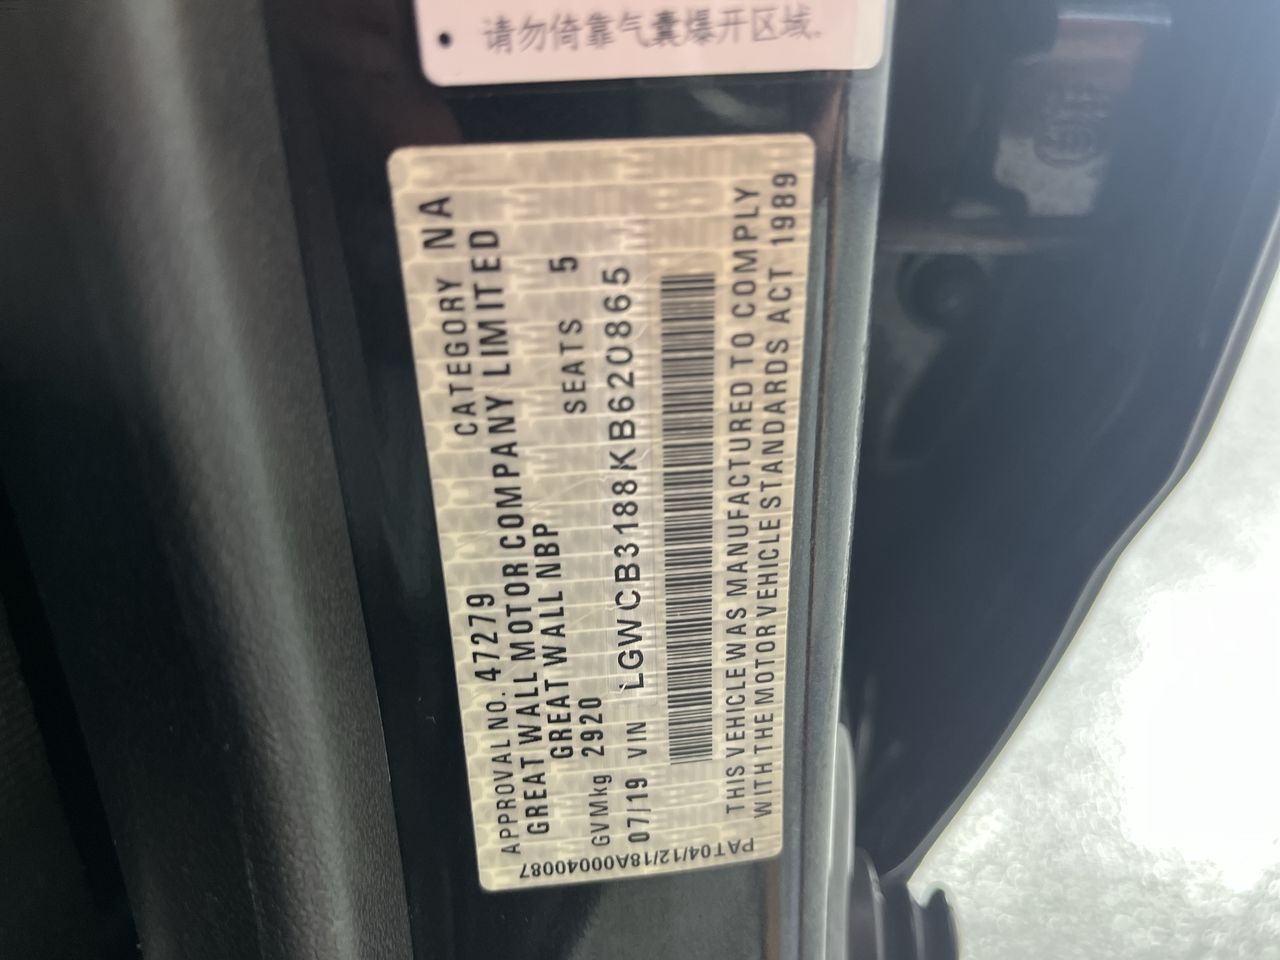 • 请勿倚靠气囊爆开区域.
APPROVAL NO. 47279 CATEGORY NA
GREAT WALL MOTOR COMPANY LIMITED
GREAT WALL NBP
GVMkg 2920 SEATS 5
07/19 VIN LGWCB3188KB620865
THIS VEHICLE WAS MANUFACTURED TO COMPLY
WITH THE MOTOR VEHICLE STANDARDS ACT 1989
PAT04/12/18A000040087